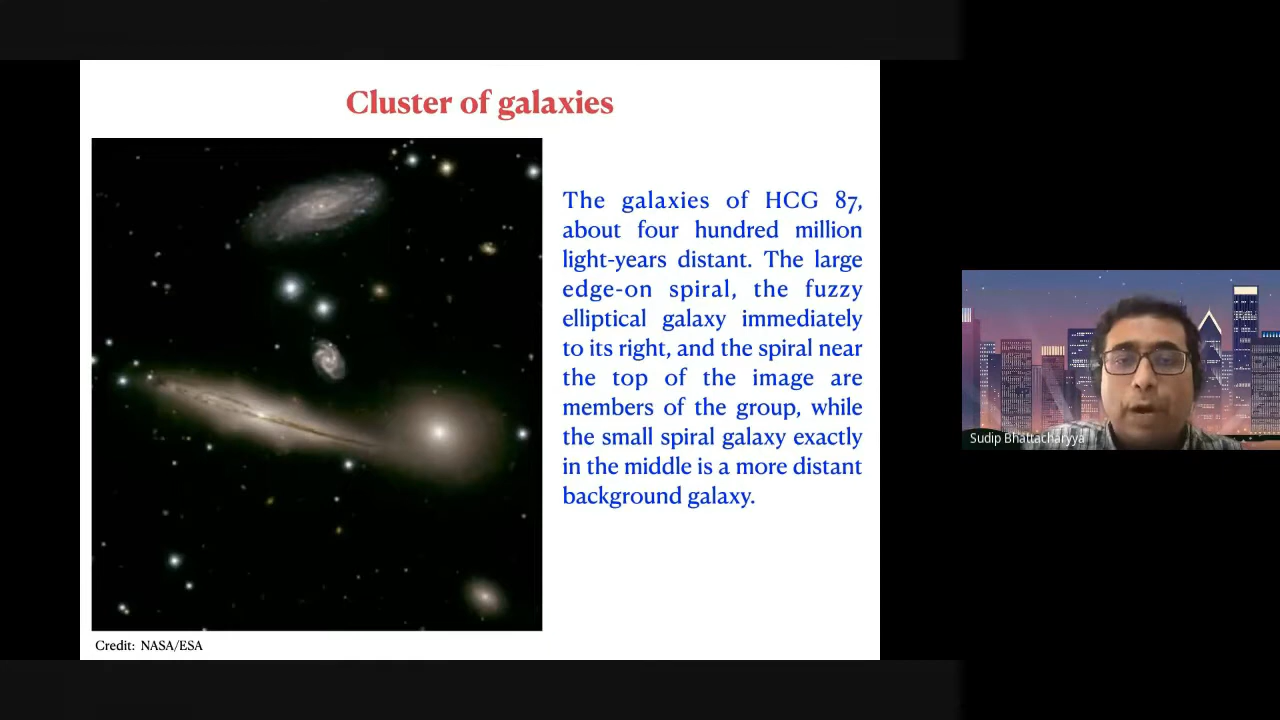 Cluster of galaxies
The galaxies of HCG 87,
about four hundred million
light-years distant. The large
edge-on spiral, the fuzzy
elliptical galaxy immediately
to its right, and the spiral near
the top of the image are
members of the group, while
the small spiral galaxy exactly
in the middle is a more distant
background galaxy.
Credit: NASA/ESA
Sudip Bhattacharyya